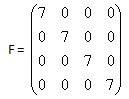 F = 
7 0 0 0
0 7 0 0
0 0 7 0
0 0 0 7